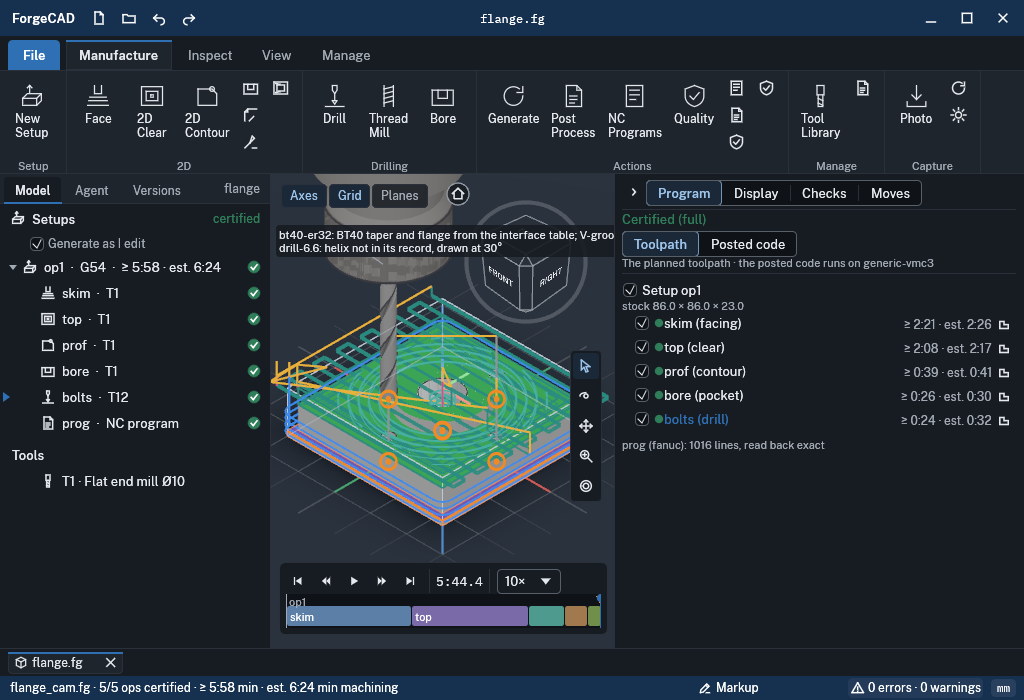 ForgeCAD
flange.fg
File Manufacture Inspect View Manage
New Setup
Face
2D Clear
2D Contour
Drill
Thread Mill
Bore
Generate
Post Process
NC Programs
Quality
Tool Library
Photo
Setup 2D Drilling Actions Manage Capture
Model Agent Versions flange
Setups certified
Generate as I edit
op1 · G54 · ≥ 5:58 · est. 6:24
skim · T1
top · T1
prof · T1
bore · T1
bolts · T12
prog · NC program
Tools
T1 · Flat end mill Ø10
Axes Grid Planes
bt40-er32: BT40 taper and flange from the interface table; V-groo
drill-6.6: helix not in its record, drawn at 30°
FRONT RIGHT
5:44.4 10×
op1
skim top
Program Display Checks Moves
Certified (full)
Toolpath Posted code
The planned toolpath · the posted code runs on generic-vmc3
Setup op1
stock 86.0 × 86.0 × 23.0
skim (facing) ≥ 2:21 · est. 2:26
top (clear) ≥ 2:08 · est. 2:17
prof (contour) ≥ 0:39 · est. 0:41
bore (pocket) ≥ 0:26 · est. 0:30
bolts (drill) ≥ 0:24 · est. 0:32
prog (fanuc): 1016 lines, read back exact
flange.fg
flange_cam.fg · 5/5 ops certified · ≥ 5:58 min · est. 6:24 min machining
Markup
0 errors · 0 warnings mm